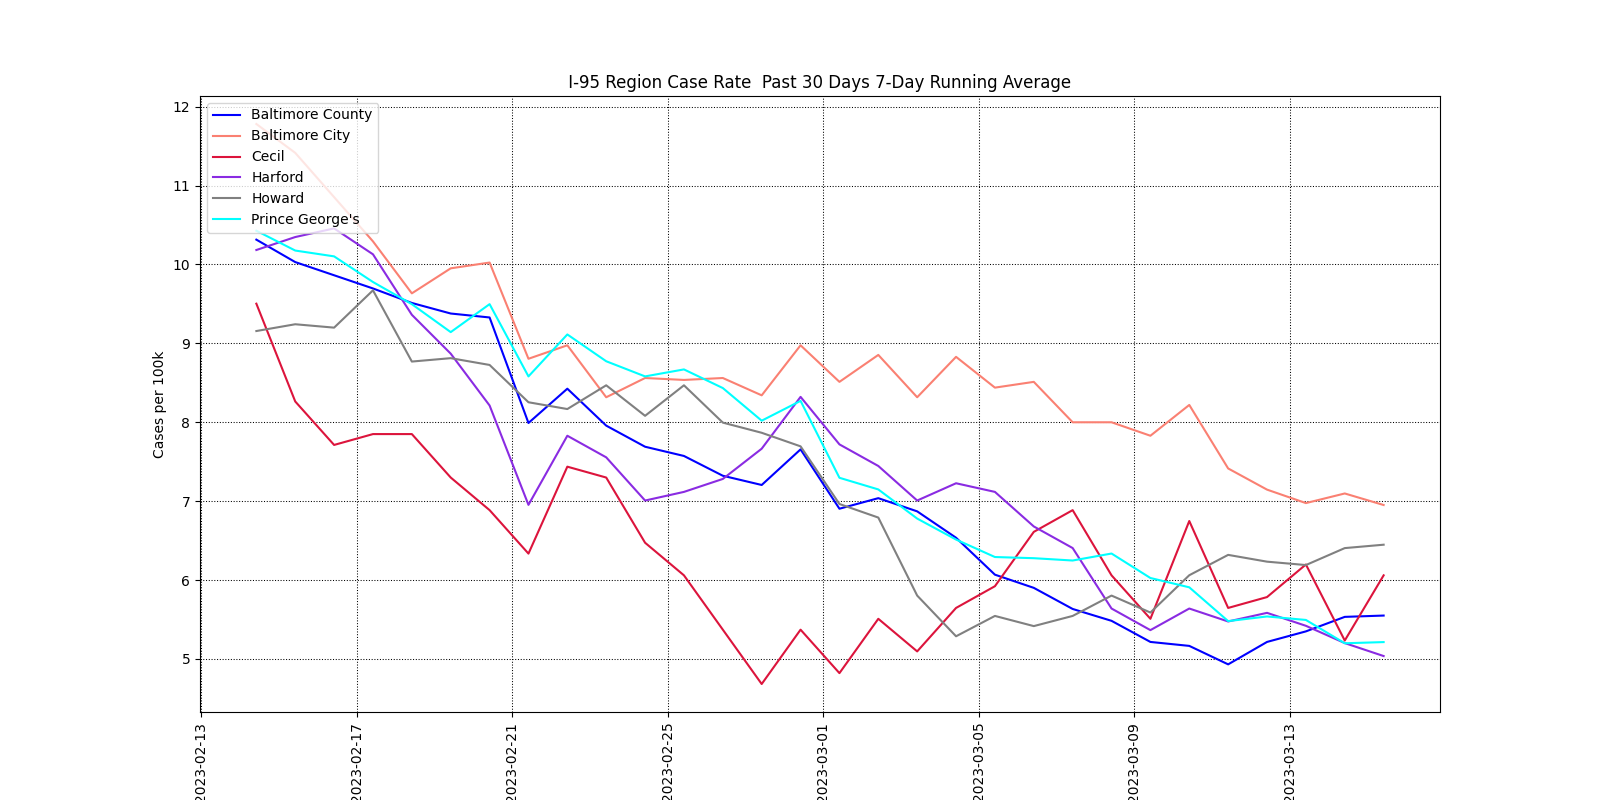 I-95 Region Case Rate  Past 30 Days 7-Day Running Average
Baltimore County
Baltimore City
Cecil
Harford
Howard
Prince George's
Cases per 100k
12
11
10
9
8
7
6
5
2023-02-13
2023-02-17
2023-02-21
2023-02-25
2023-03-01
2023-03-05
2023-03-09
2023-03-13